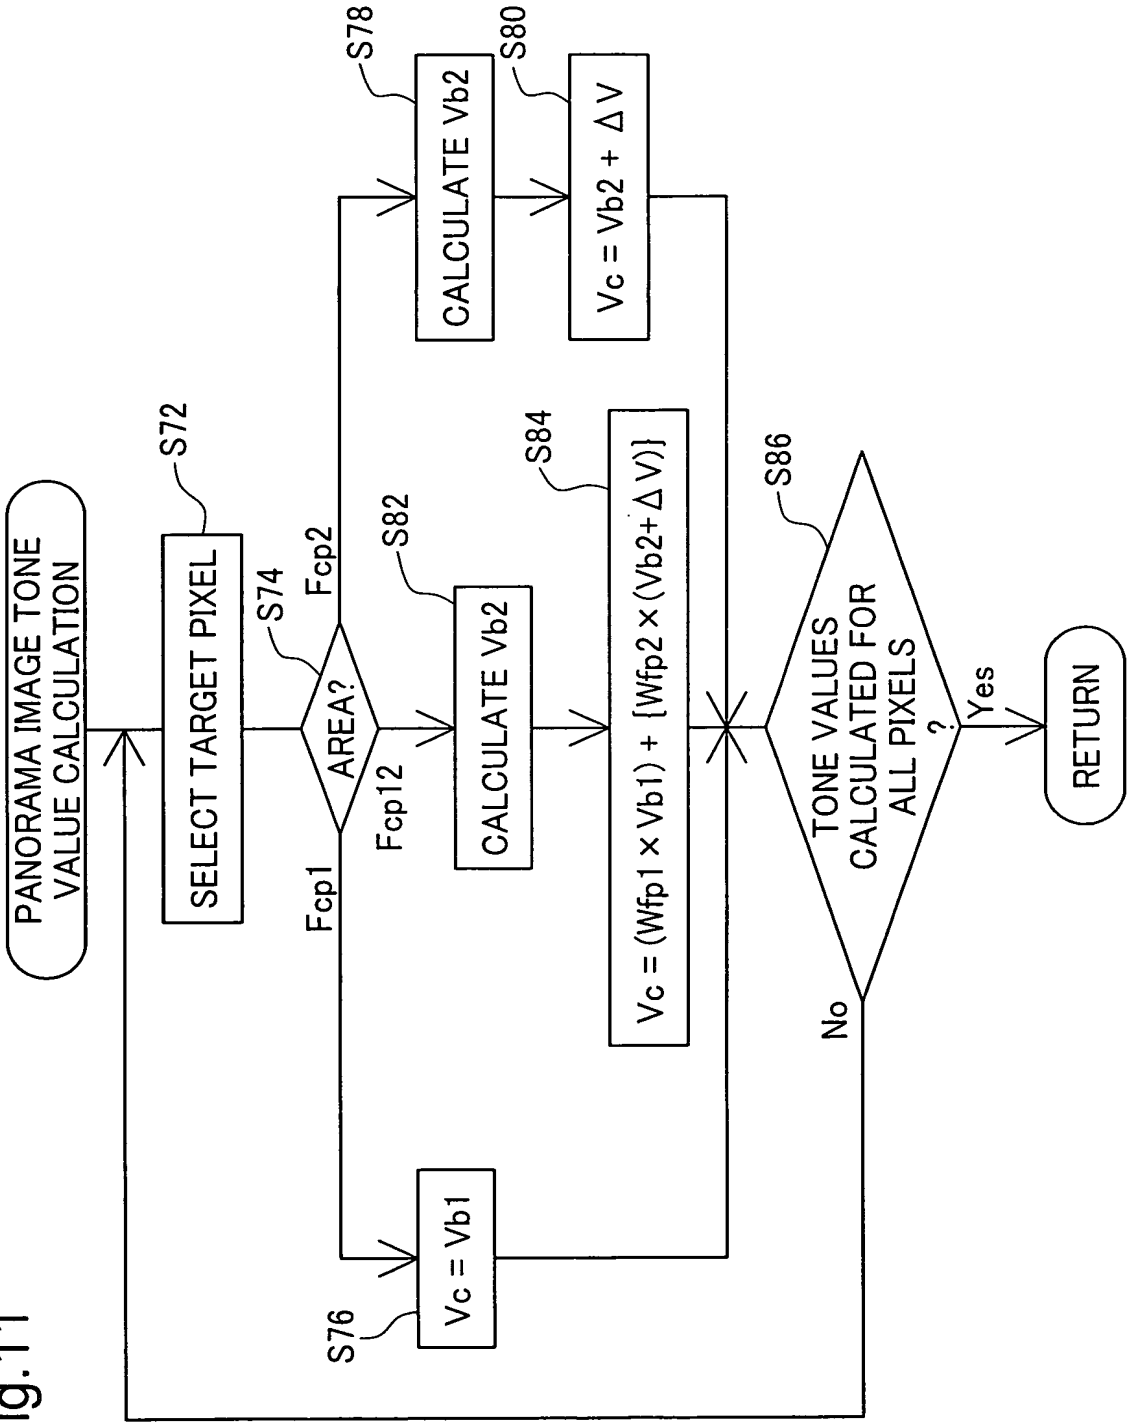 Fig.11
PANORAMA IMAGE TONE
VALUE CALCULATION
S72
SELECT TARGET PIXEL
S74
AREA?
Fcp1
Fcp12
Fcp2
S76
Vc = Vb1
S82
CALCULATE Vb2
S84
Vc = (Wfp1 × Vb1) + {Wfp2 × (Vb2+ΔV)}
S78
CALCULATE Vb2
S80
Vc = Vb2 + ΔV
S86
TONE VALUES
CALCULATED FOR
ALL PIXELS
?
No
Yes
RETURN